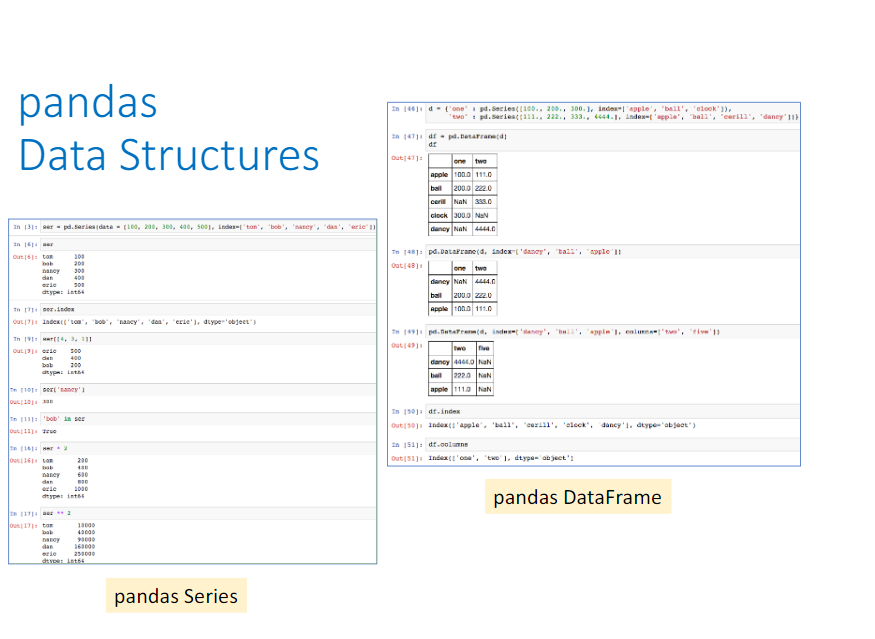 pandas
Data Structures
In [3]: ser = pd.Series(data = [100, 200, 300, 400, 500], index=['tom', 'bob', 'nancy', 'dan', 'eric'])
In [6]: ser
Out[6]: tom 100
bob 200
nancy 300
dan 400
eric 500
dtype: int64
In [7]: ser.index
Out[7]: Index(['tom', 'bob', 'nancy', 'dan', 'eric'], dtype='object')
In [9]: ser[[4, 3, 1]]
Out[9]: eric 500
dan 400
bob 200
dtype: int64
In [10]: ser['nancy']
Out[10]: 300
In [11]: 'bob' in ser
Out[11]: True
In [16]: ser * 2
Out[16]: tom 200
bob 400
nancy 600
dan 800
eric 1000
dtype: int64
In [17]: ser ** 2
Out[17]: tom 10000
bob 40000
nancy 90000
dan 160000
eric 250000
dtype: int64
pandas Series
In [46]: d = {'one' : pd.Series([100., 200., 300.], index=['apple', 'ball', 'clock']),
'two' : pd.Series([111., 222., 333., 4444.], index=['apple', 'ball', 'cerill', 'dancy'])}
In [47]: df = pd.DataFrame(d)
df
Out[47]:
one two
apple 100.0 111.0
ball 200.0 222.0
cerill NaN 333.0
clock 300.0 NaN
dancy NaN 4444.0
In [48]: pd.DataFrame(d, index=['dancy', 'ball', 'apple'])
Out[48]:
one two
dancy NaN 4444.0
ball 200.0 222.0
apple 100.0 111.0
In [49]: pd.DataFrame(d, index=['dancy', 'ball', 'apple'], columns=['two', 'five'])
Out[49]:
two five
dancy 4444.0 NaN
ball 222.0 NaN
apple 111.0 NaN
In [50]: df.index
Out[50]: Index(['apple', 'ball', 'cerill', 'clock', 'dancy'], dtype='object')
In [51]: df.columns
Out[51]: Index(['one', 'two'], dtype='object')
pandas DataFrame